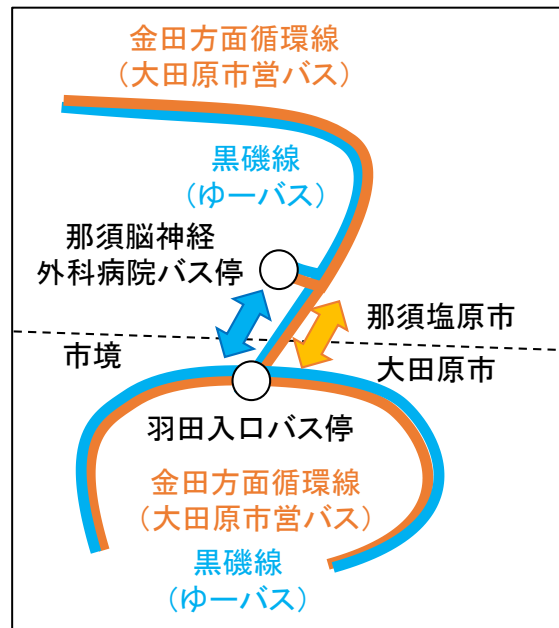 金田方面循環線
（大田原市営バス）
黒磯線
（ゆーバス）
那須脳神経
外科病院バス停
那須塩原市
市境
大田原市
羽田入口バス停
金田方面循環線
（大田原市営バス）
黒磯線
（ゆーバス）